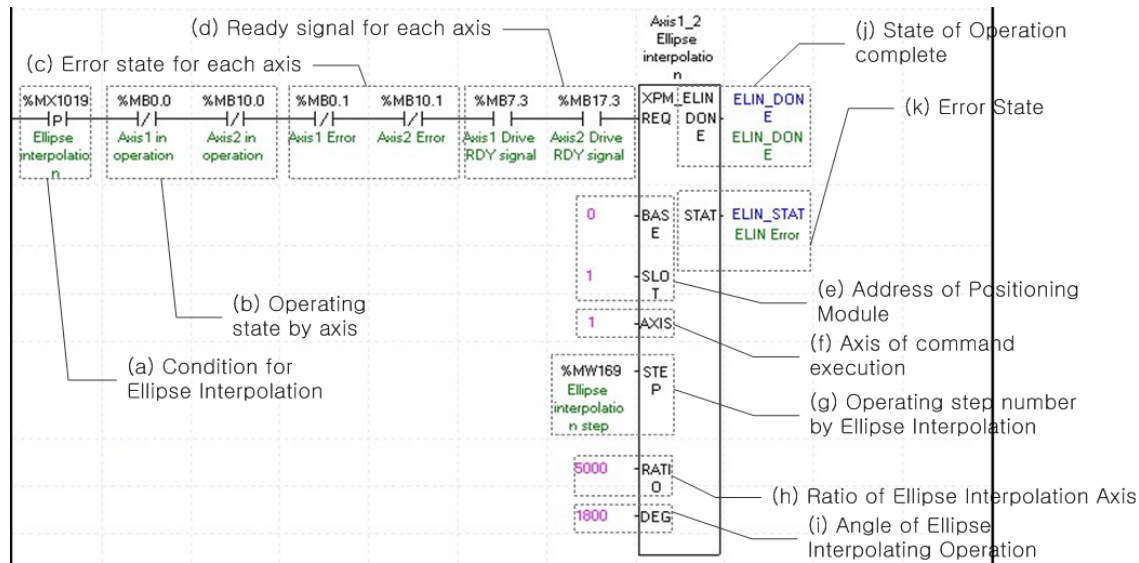 Axis1_2
Ellipse
interpolatio
n
(d) Ready signal for each axis
(j) State of Operation
complete
(c) Error state for each axis
(k) Error State
%MX1019 %MB0.0 %MB10.0 %MB0.1 %MB10.1 %MB7.3 %MB17.3 XPM_ELIN ELIN_DON
P REQ DON E
E ELIN_DON
E
Ellipse Axis1 in Axis2 in Axis1 Error Axis2 Error Axis1 Drive Axis2 Drive
interpolatio operation operation RDY signal RDY signal
n
0 BAS STAT ELIN_STAT
E ELIN Error
1 SLO
T
(e) Address of Positioning
Module
(b) Operating
state by axis
1 AXIS
(f) Axis of command
execution
(a) Condition for
Ellipse Interpolation
%MW169 STE
Ellipse P
interpolatio
n step
(g) Operating step number
by Ellipse Interpolation
5000 RATI
O
(h) Ratio of Ellipse Interpolation Axis
1800 DEG
(i) Angle of Ellipse
Interpolating Operation